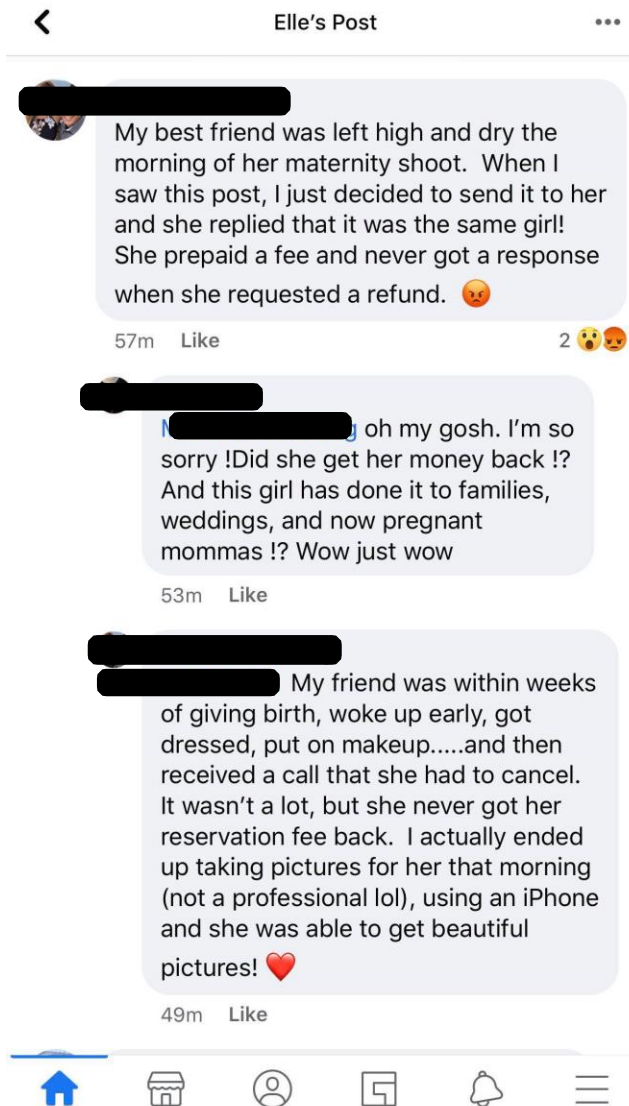 Elle's Post
My best friend was left high and dry the
morning of her maternity shoot.  When I
saw this post, I just decided to send it to her
and she replied that it was the same girl!
She prepaid a fee and never got a response
when she requested a refund. 😡
57m Like 2
oh my gosh. I'm so
sorry !Did she get her money back !?
And this girl has done it to families,
weddings, and now pregnant
mommas !? Wow just wow
53m Like
My friend was within weeks
of giving birth, woke up early, got
dressed, put on makeup.....and then
received a call that she had to cancel.
It wasn't a lot, but she never got her
reservation fee back.  I actually ended
up taking pictures for her that morning
(not a professional lol), using an iPhone
and she was able to get beautiful
pictures! ❤️
49m Like